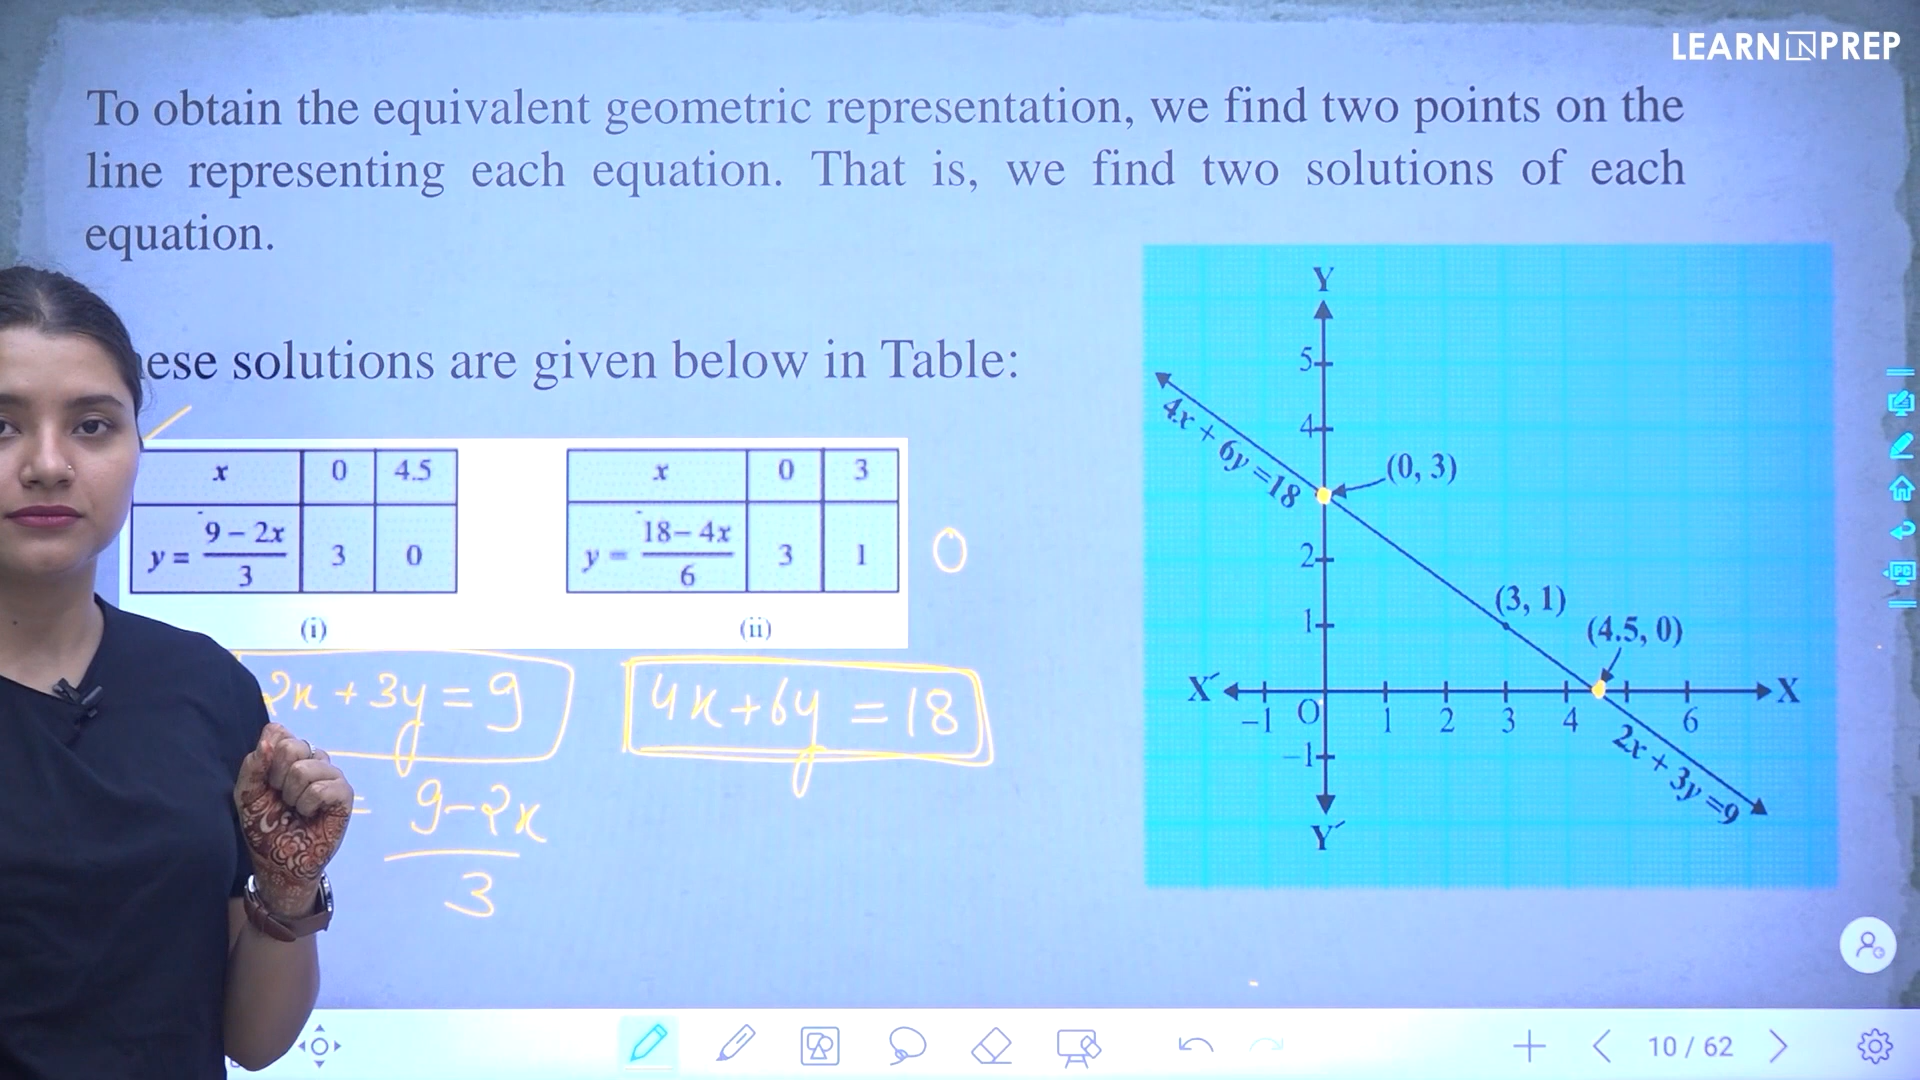 LEARN N PREP
To obtain the equivalent geometric representation, we find two points on the
line representing each equation. That is, we find two solutions of each
equation.
ese solutions are given below in Table:
x 0 4.5
y = 9 – 2x / 3 3 0
(i)
x 0 3
y = 18 – 4x / 6 3 1
(ii)
0
2x + 3y = 9
= 9 – 2x / 3
4x + 6y = 18
Y
5
4
4x + 6y =18
(0, 3)
2
(3, 1)
1
(4.5, 0)
X′ –1 O 1 2 3 4 6 X
–1
2x + 3y =9
Y′
PC
10 / 62